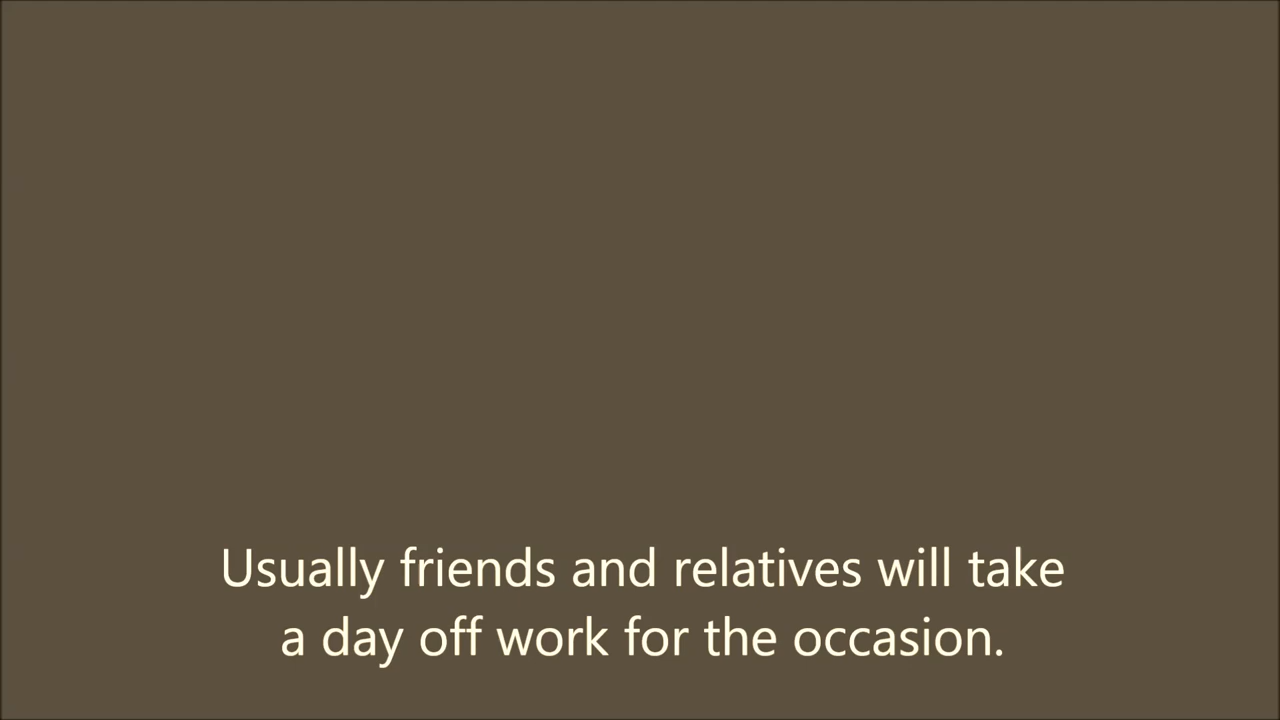 Usually friends and relatives will take
a day off work for the occasion.